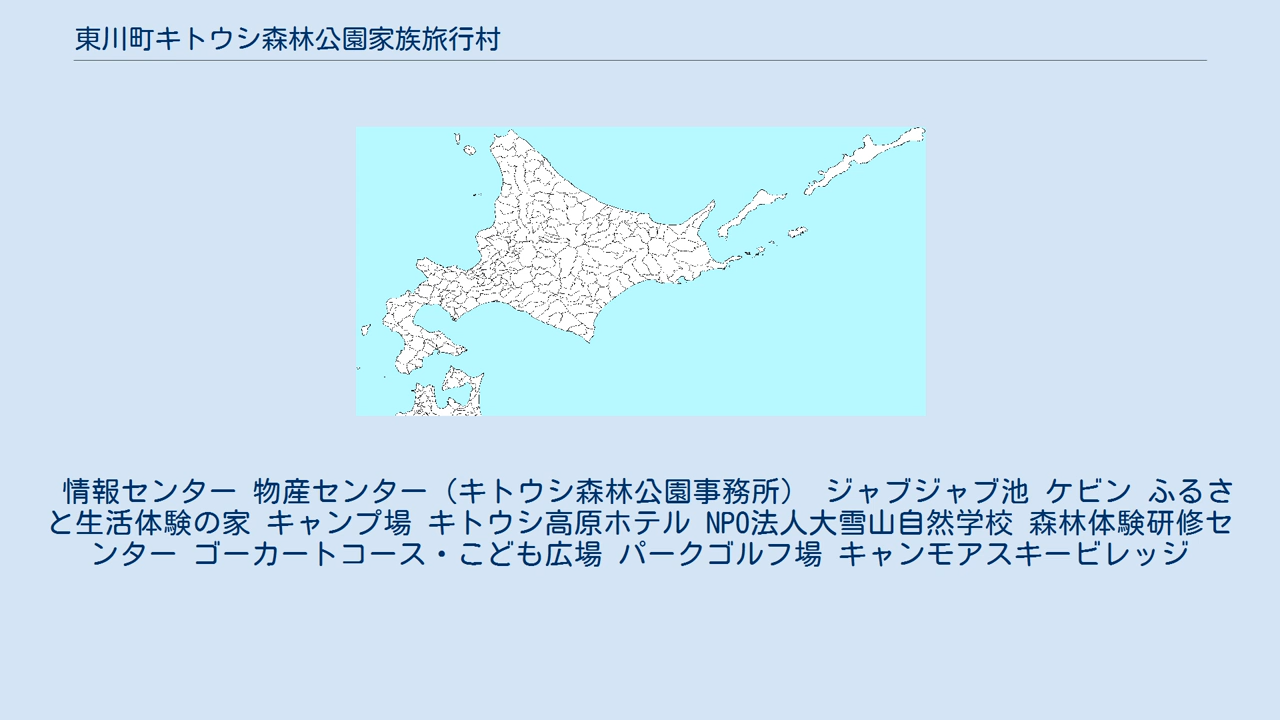 東川町キトウシ森林公園家族旅行村
情報センター 物産センター（キトウシ森林公園事務所） ジャブジャブ池 ケビン ふるさ
と生活体験の家 キャンプ場 キトウシ高原ホテル NPO法人大雪山自然学校 森林体験研修セ
ンター ゴーカートコース・こども広場 パークゴルフ場 キャンモアスキービレッジ